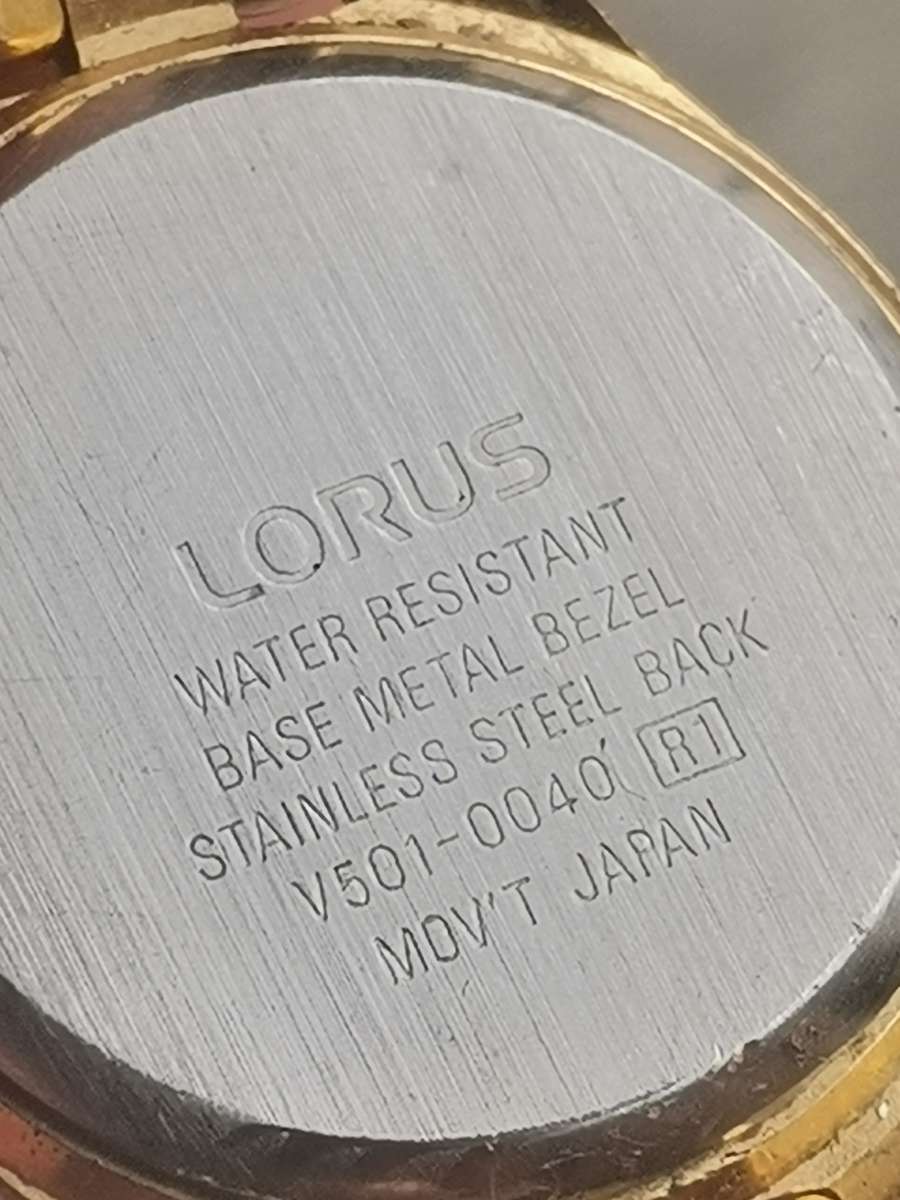 LORUS
WATER RESISTANT
BASE METAL BEZEL
STAINLESS STEEL BACK
V501-0040 R1
MOV'T JAPAN